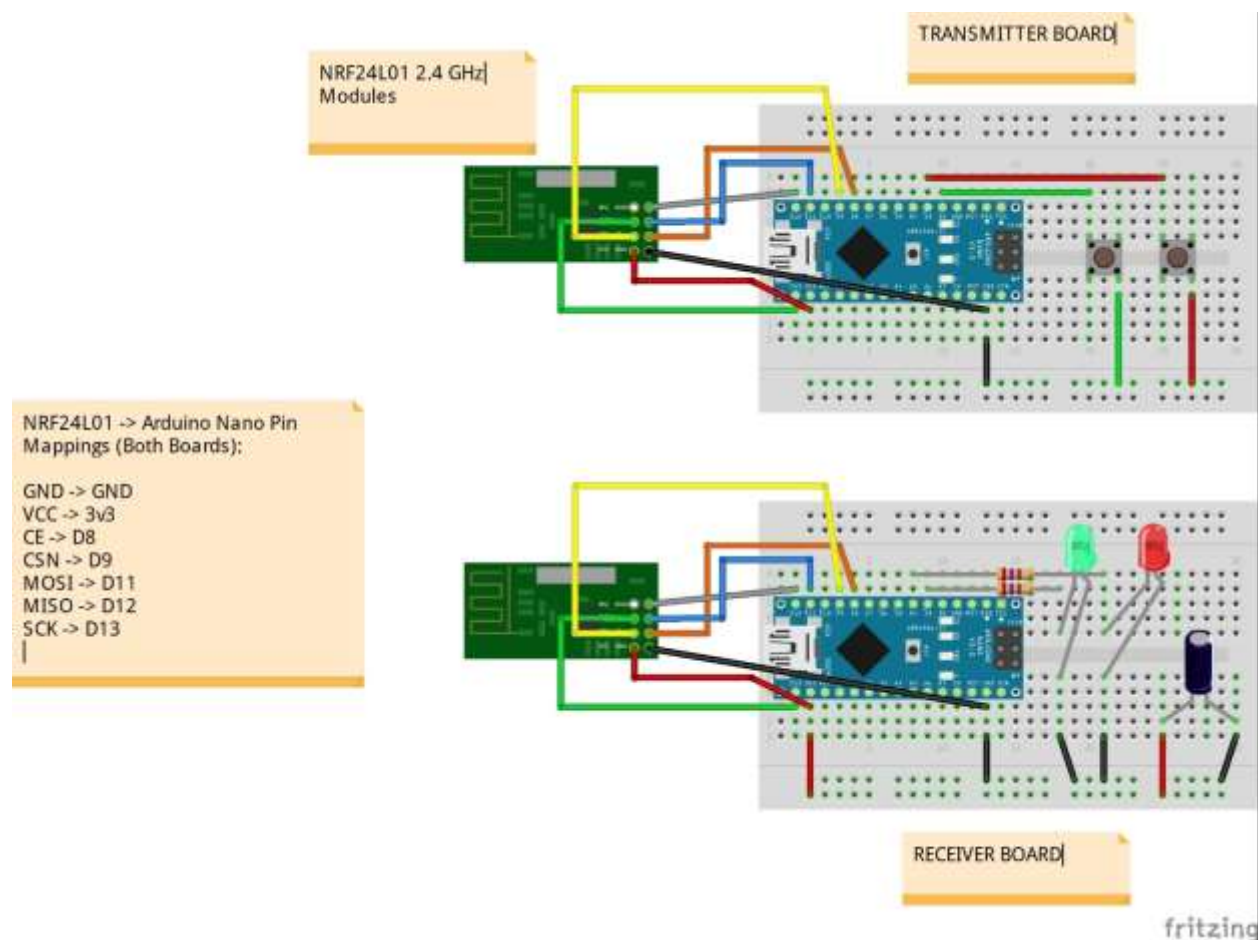 TRANSMITTER BOARD
NRF24L01 2.4 GHz
Modules
NRF24L01 -> Arduino Nano Pin
Mappings (Both Boards):
GND -> GND
VCC -> 3v3
CE -> D8
CSN -> D9
MOSI -> D11
MISO -> D12
SCK -> D13
RECEIVER BOARD
fritzing